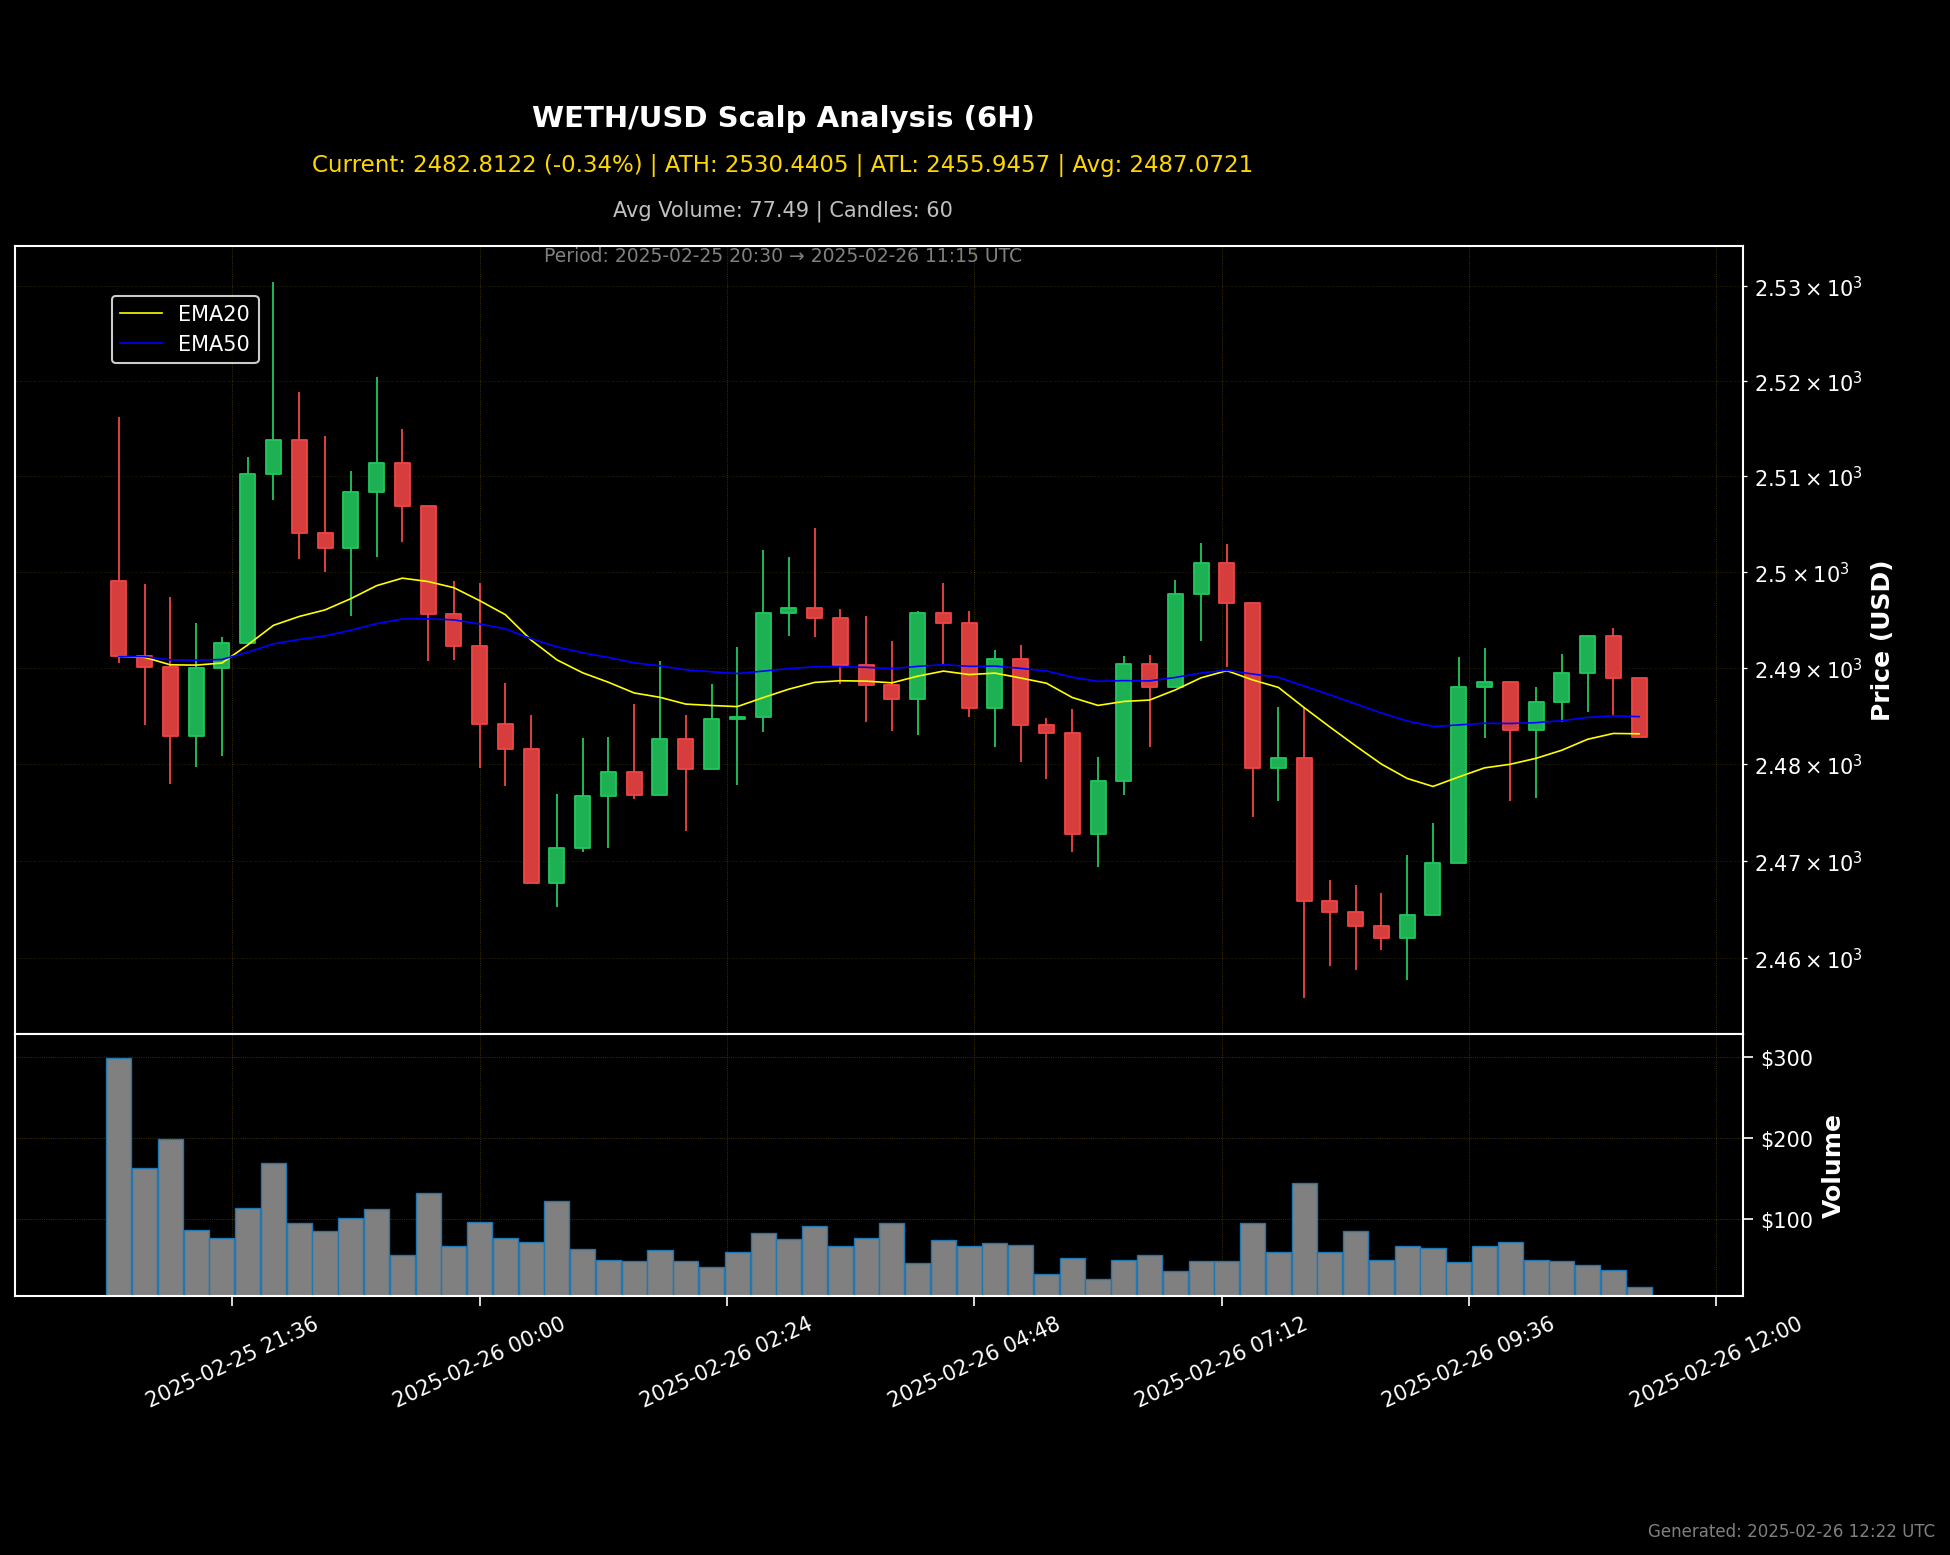 WETH/USD Scalp Analysis (6H)
Current: 2482.8122 (-0.34%) | ATH: 2530.4405 | ATL: 2455.9457 | Avg: 2487.0721
Avg Volume: 77.49 | Candles: 60
Period: 2025-02-25 20:30 → 2025-02-26 11:15 UTC
EMA20
EMA50
2.53 × 10³
2.52 × 10³
2.51 × 10³
2.5 × 10³
2.49 × 10³
2.48 × 10³
2.47 × 10³
2.46 × 10³
Price (USD)
$300
$200
$100
Volume
2025-02-25 21:36
2025-02-26 00:00
2025-02-26 02:24
2025-02-26 04:48
2025-02-26 07:12
2025-02-26 09:36
2025-02-26 12:00
Generated: 2025-02-26 12:22 UTC